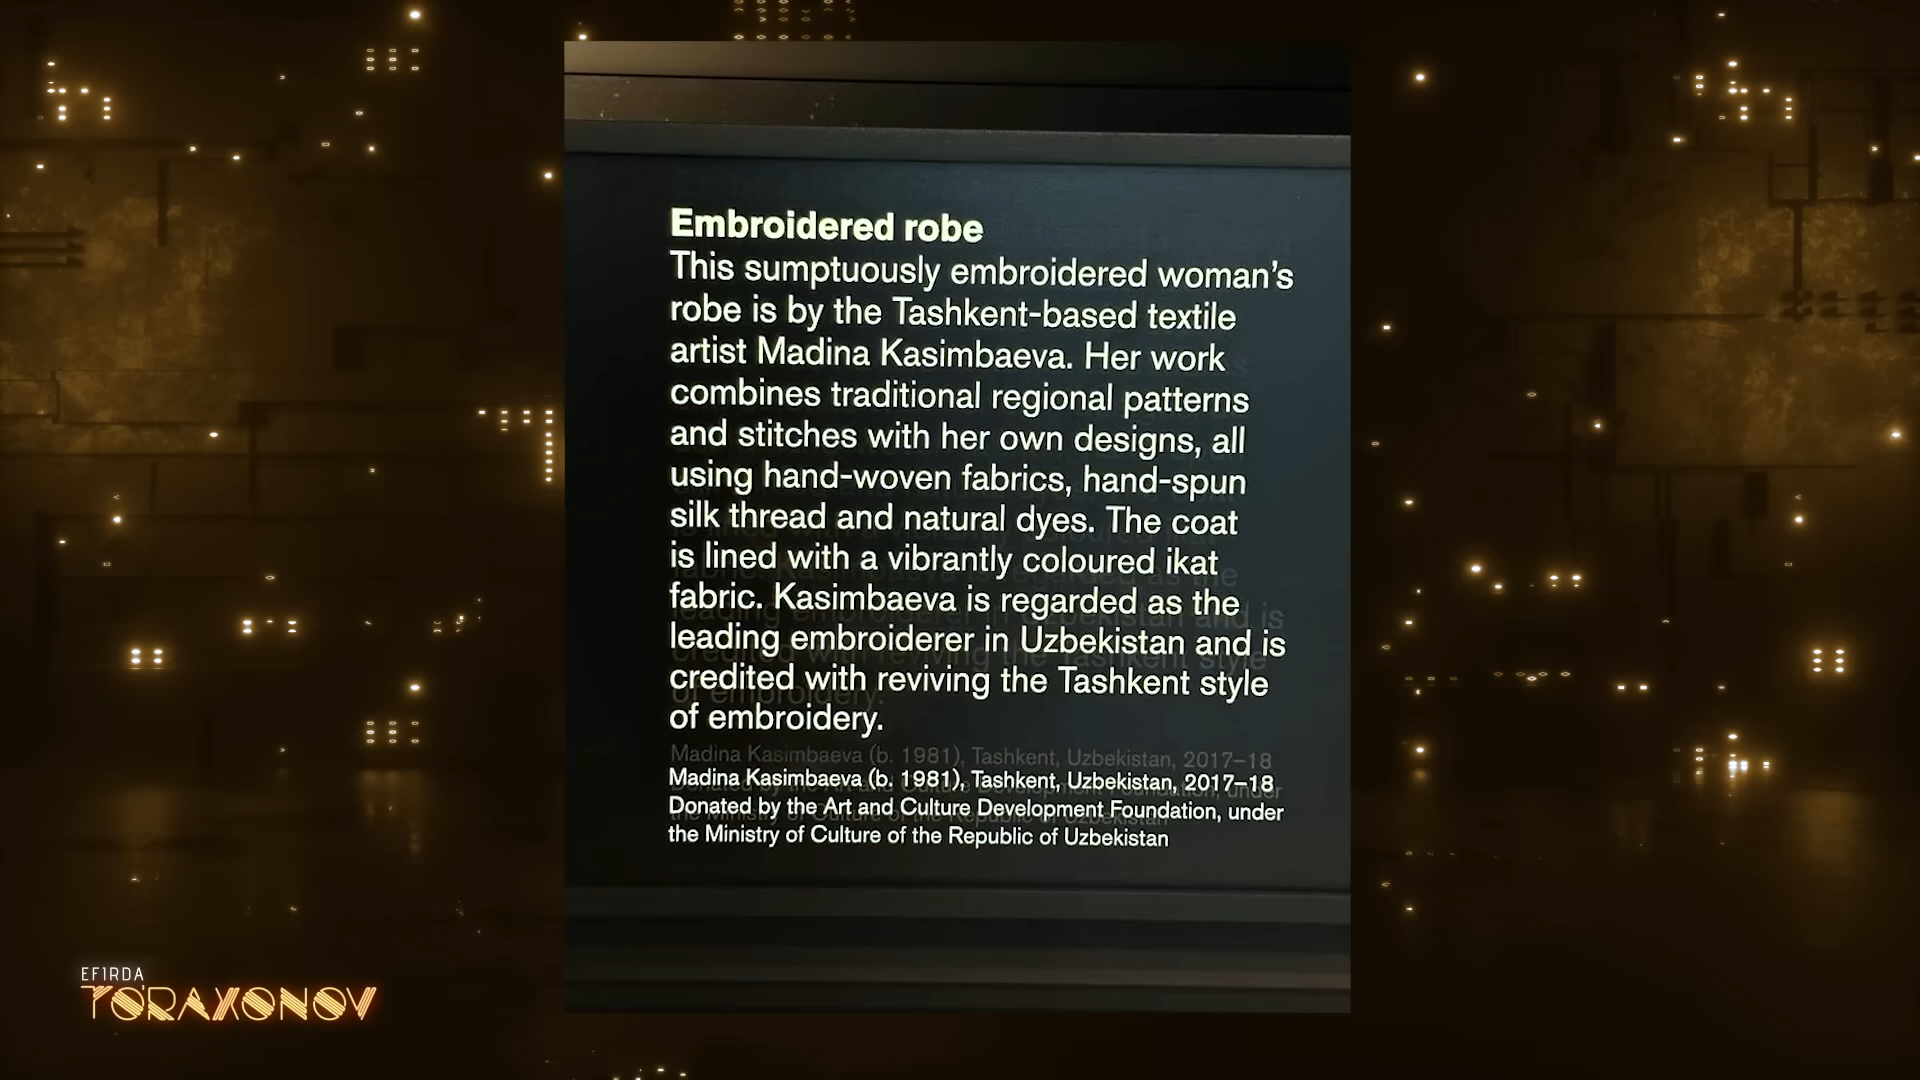 Embroidered robe
This sumptuously embroidered woman's
robe is by the Tashkent-based textile
artist Madina Kasimbaeva. Her work
combines traditional regional patterns
and stitches with her own designs, all
using hand-woven fabrics, hand-spun
silk thread and natural dyes. The coat
is lined with a vibrantly coloured ikat
fabric. Kasimbaeva is regarded as the
leading embroiderer in Uzbekistan and is
credited with reviving the Tashkent style
of embroidery.
Madina Kasimbaeva (b. 1981), Tashkent, Uzbekistan, 2017–18
Donated by the Art and Culture Development Foundation, under
the Ministry of Culture of the Republic of Uzbekistan
EFIRDA
TO'RAXONOV